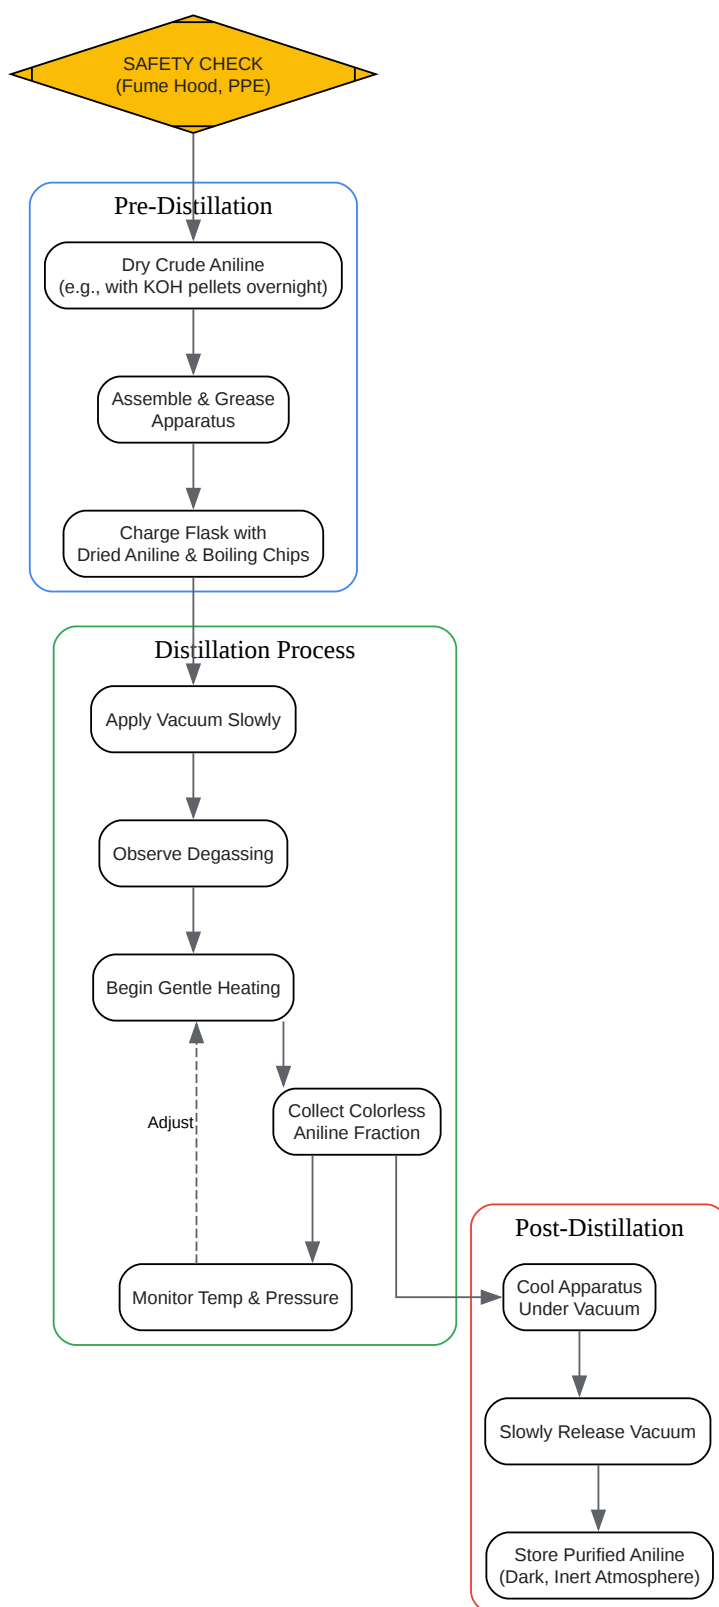 SAFETY CHECK
(Fume Hood, PPE)
Pre-Distillation
Dry Crude Aniline
(e.g., with KOH pellets overnight)
Assemble & Grease
Apparatus
Charge Flask with
Dried Aniline & Boiling Chips
Distillation Process
Apply Vacuum Slowly
Observe Degassing
Begin Gentle Heating
Adjust
Collect Colorless
Aniline Fraction
Monitor Temp & Pressure
Post-Distillation
Cool Apparatus
Under Vacuum
Slowly Release Vacuum
Store Purified Aniline
(Dark, Inert Atmosphere)